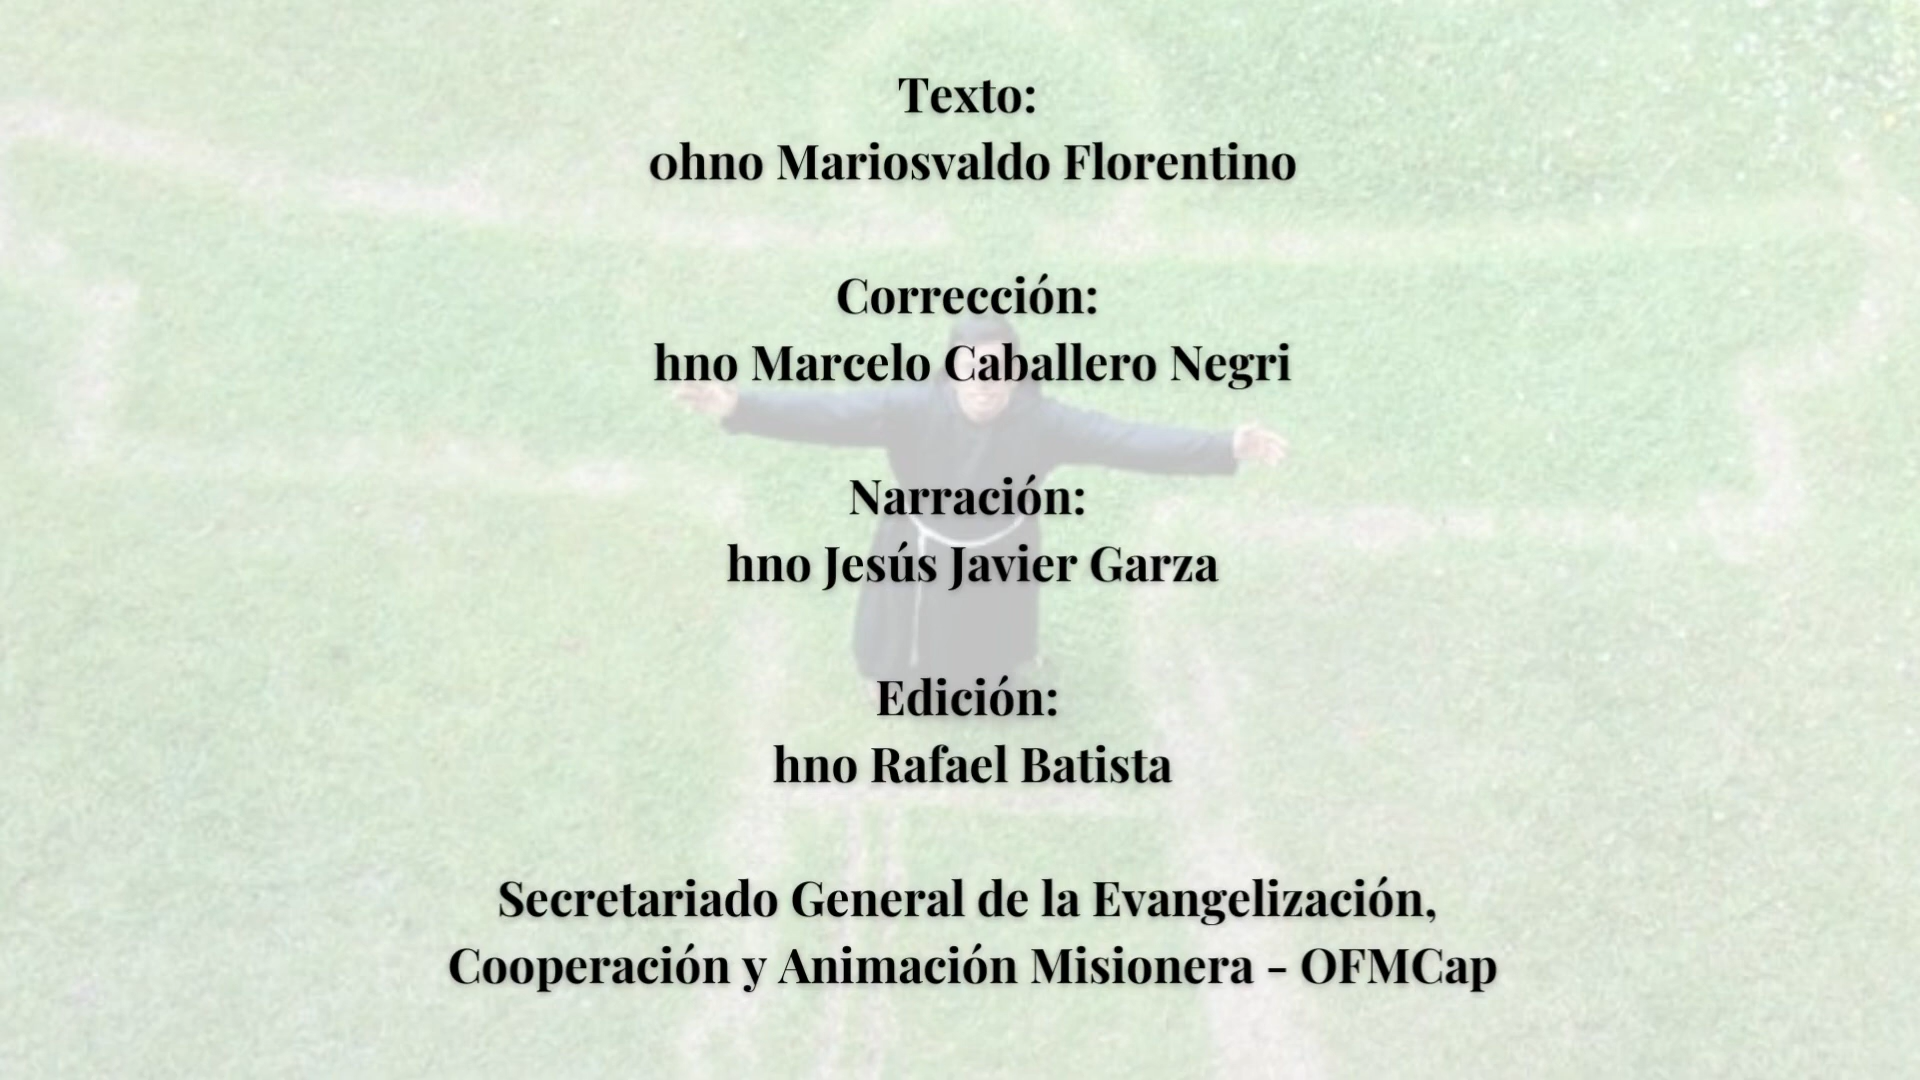 Texto:
ohno Mariosvaldo Florentino
Corrección:
hno Marcelo Caballero Negri
Narración:
hno Jesús Javier Garza
Edición:
hno Rafael Batista
Secretariado General de la Evangelización,
Cooperación y Animación Misionera - OFMCap